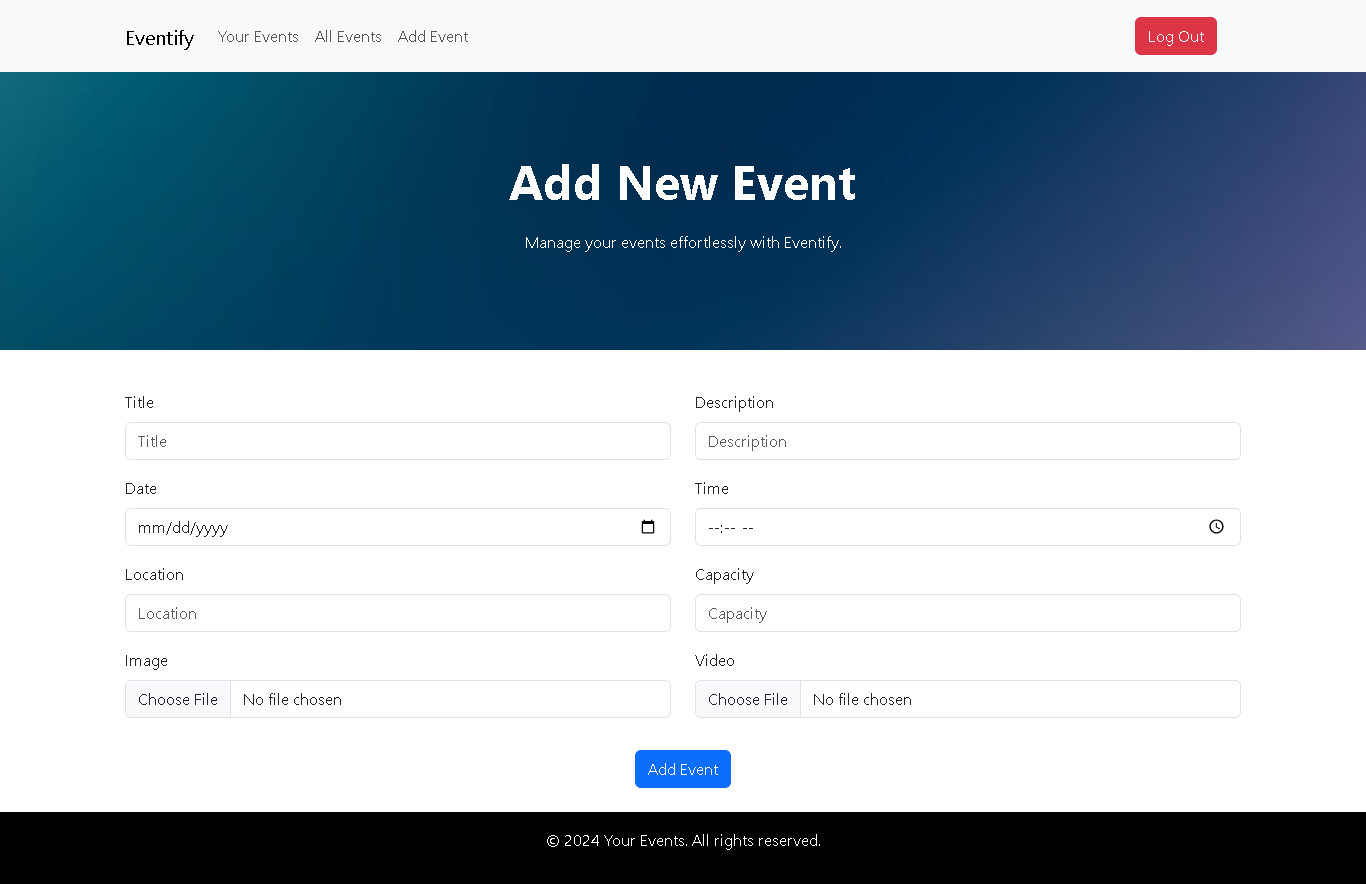 Eventify Your Events All Events Add Event Log Out
Add New Event
Manage your events effortlessly with Eventify.
Title Description
Title Description
Date Time
mm/dd/yyyy --:-- --
Location Capacity
Location Capacity
Image Video
Choose File No file chosen Choose File No file chosen
Add Event
© 2024 Your Events. All rights reserved.